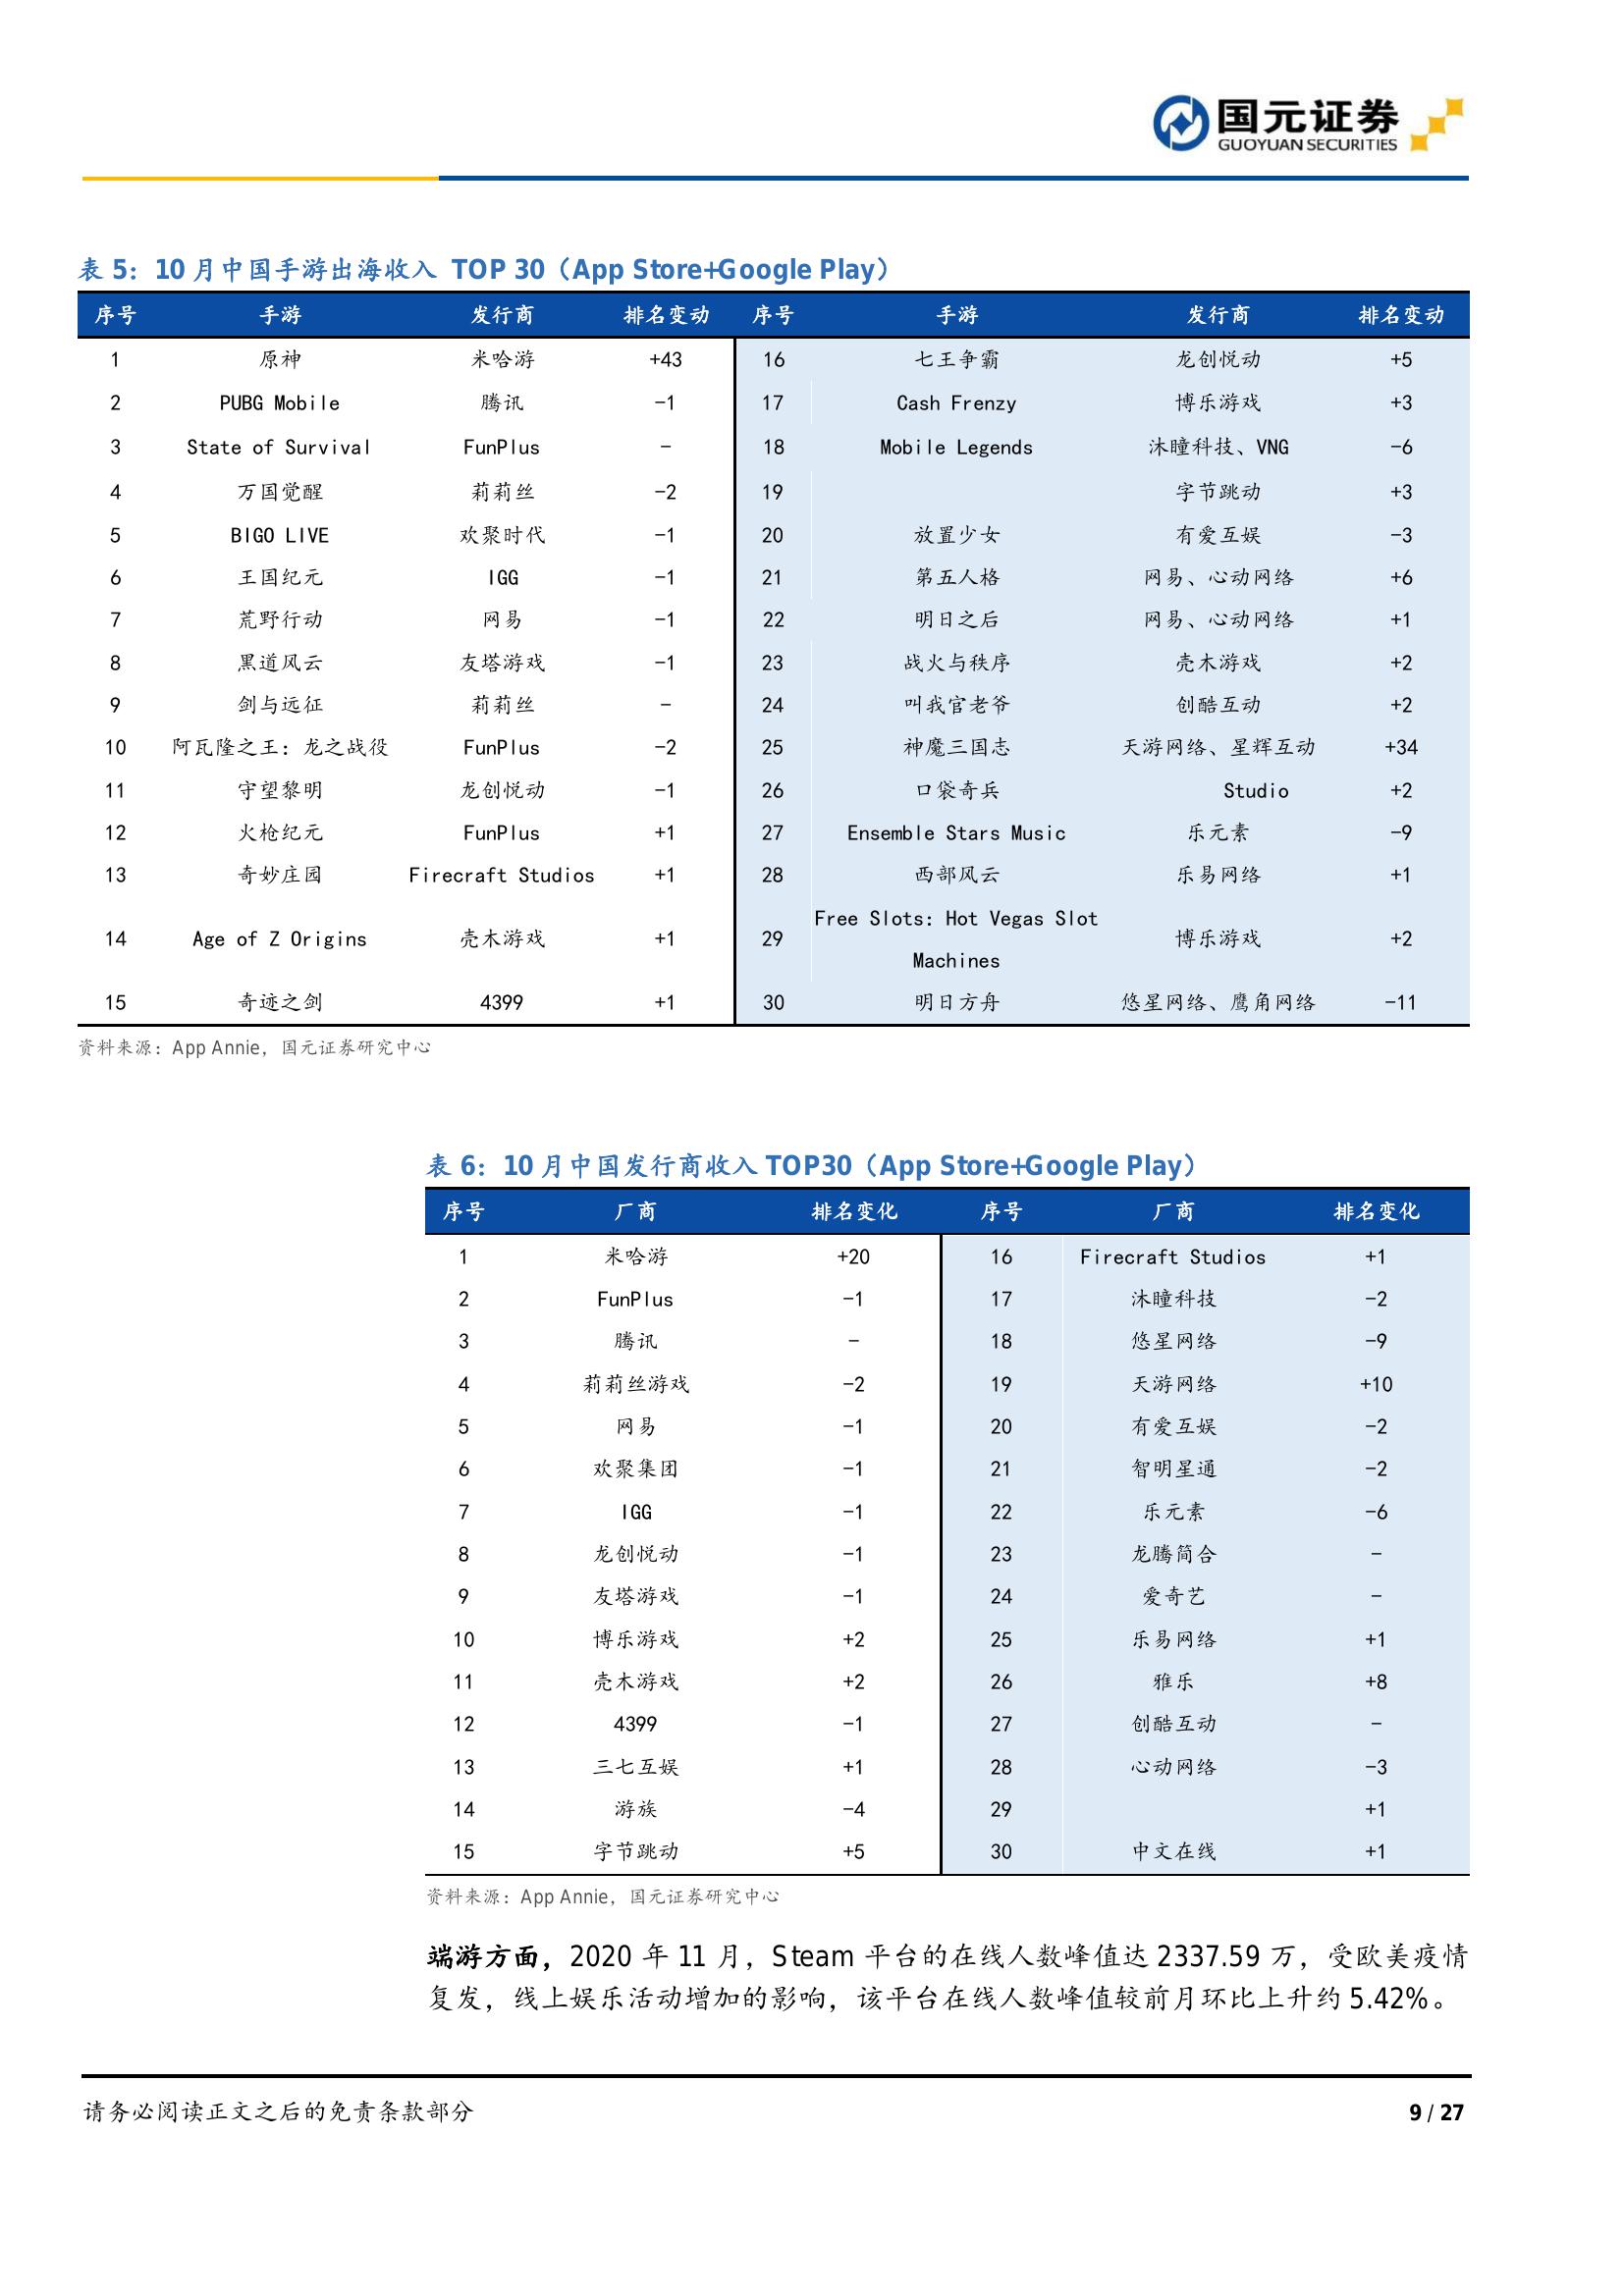 国元证券
GUOYUAN SECURITIES
表 5：10 月中国手游出海收入 TOP 30（App Store+Google Play）
序号 手游 发行商 排名变动 序号 手游 发行商 排名变动
1 原神 米哈游 +43 16 七王争霸 龙创悦动 +5
2 PUBG Mobile 腾讯 -1 17 Cash Frenzy 博乐游戏 +3
3 State of Survival FunPlus - 18 Mobile Legends 沐瞳科技、VNG -6
4 万国觉醒 莉莉丝 -2 19 字节跳动 +3
5 BIGO LIVE 欢聚时代 -1 20 放置少女 有爱互娱 -3
6 王国纪元 IGG -1 21 第五人格 网易、心动网络 +6
7 荒野行动 网易 -1 22 明日之后 网易、心动网络 +1
8 黑道风云 友塔游戏 -1 23 战火与秩序 壳木游戏 +2
9 剑与远征 莉莉丝 - 24 叫我官老爷 创酷互动 +2
10 阿瓦隆之王：龙之战役 FunPlus -2 25 神魔三国志 天游网络、星辉互动 +34
11 守望黎明 龙创悦动 -1 26 口袋奇兵 Studio +2
12 火枪纪元 FunPlus +1 27 Ensemble Stars Music 乐元素 -9
13 奇妙庄园 Firecraft Studios +1 28 西部风云 乐易网络 +1
14 Age of Z Origins 壳木游戏 +1 29 Free Slots: Hot Vegas Slot Machines 博乐游戏 +2
15 奇迹之剑 4399 +1 30 明日方舟 悠星网络、鹰角网络 -11
资料来源：App Annie，国元证券研究中心
表 6：10 月中国发行商收入 TOP30（App Store+Google Play）
序号 厂商 排名变化 序号 厂商 排名变化
1 米哈游 +20 16 Firecraft Studios +1
2 FunPlus -1 17 沐瞳科技 -2
3 腾讯 - 18 悠星网络 -9
4 莉莉丝游戏 -2 19 天游网络 +10
5 网易 -1 20 有爱互娱 -2
6 欢聚集团 -1 21 智明星通 -2
7 IGG -1 22 乐元素 -6
8 龙创悦动 -1 23 龙腾简合 -
9 友塔游戏 -1 24 爱奇艺 -
10 博乐游戏 +2 25 乐易网络 +1
11 壳木游戏 +2 26 雅乐 +8
12 4399 -1 27 创酷互动 -
13 三七互娱 +1 28 心动网络 -3
14 游族 -4 29 +1
15 字节跳动 +5 30 中文在线 +1
资料来源：App Annie，国元证券研究中心
端游方面，2020 年 11 月，Steam 平台的在线人数峰值达 2337.59 万，受欧美疫情
复发，线上娱乐活动增加的影响，该平台在线人数峰值较前月环比上升约 5.42%。
请务必阅读正文之后的免责条款部分
9 / 27